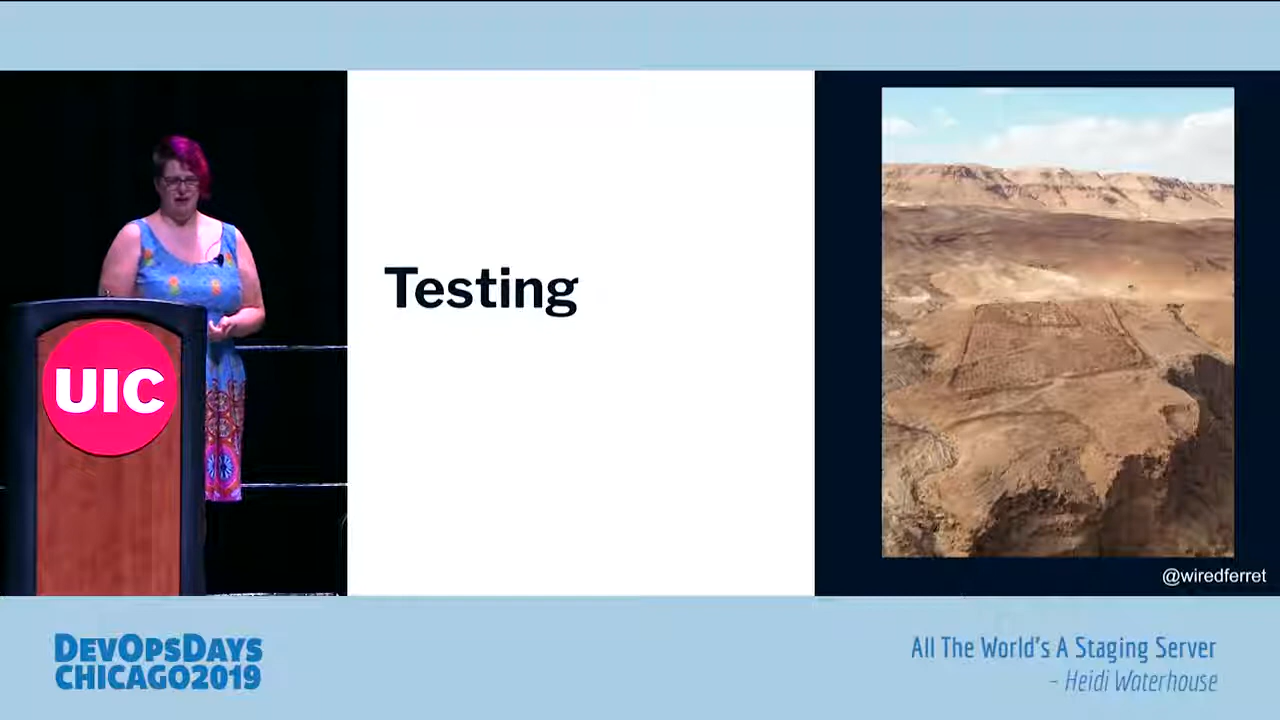 Testing
UIC
@wiredferret
DEVOPSDAYS
CHICAGO2019
All The World's A Staging Server
- Heidi Waterhouse